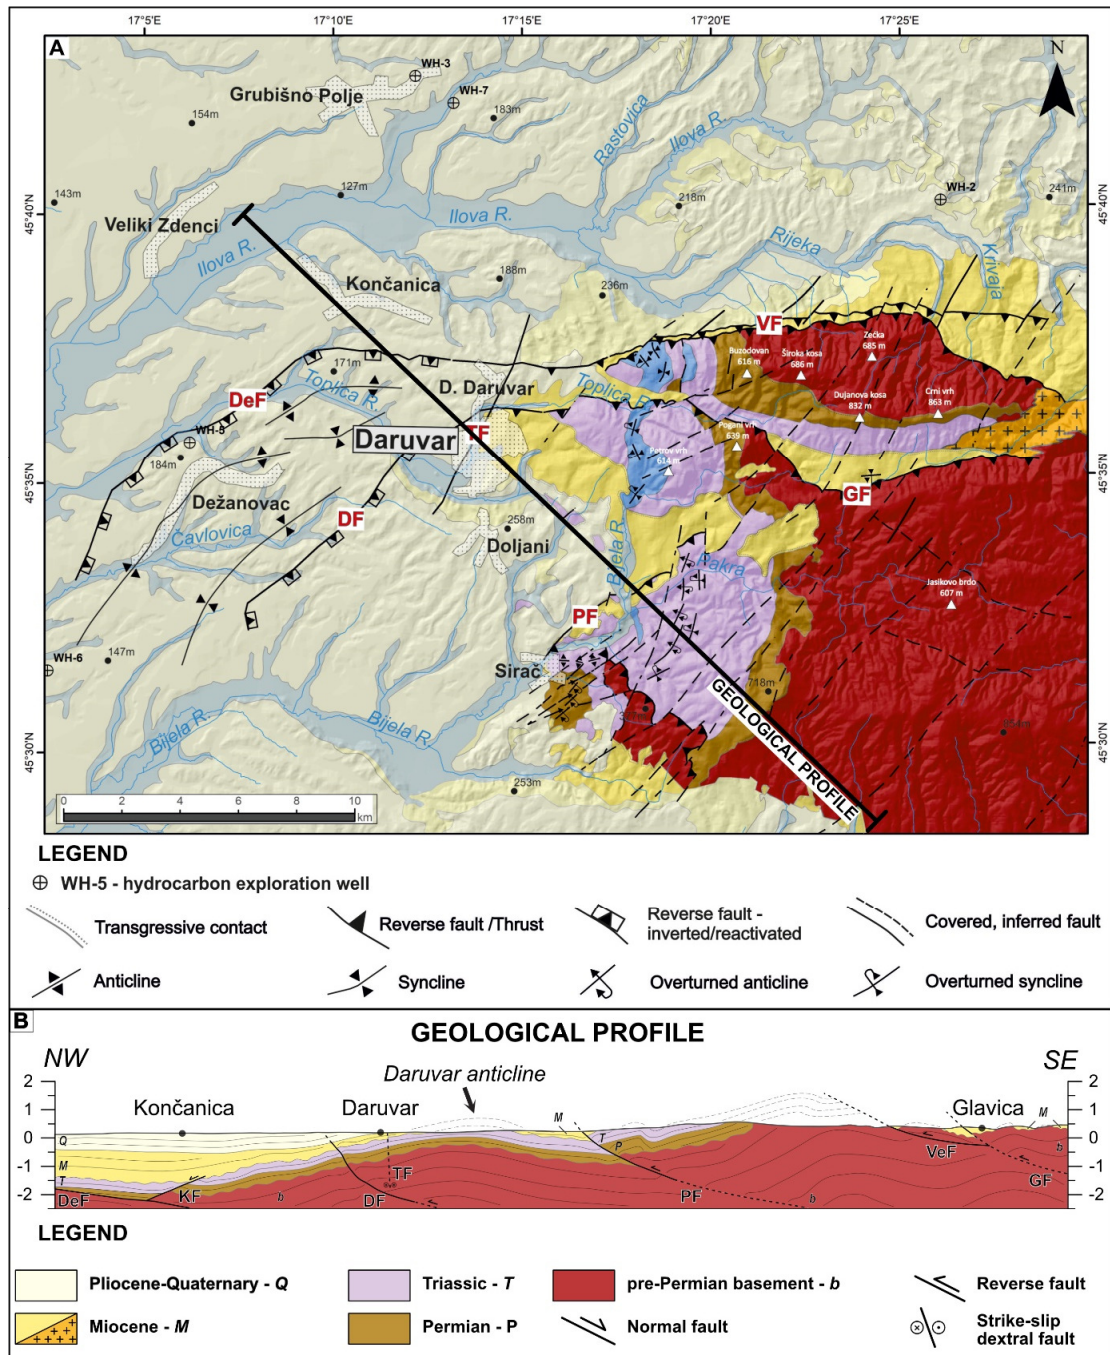 17°5'E 17°10'E 17°15'E 17°20'E 17°25'E
A
N
WH-3
Grubišno Polje
WH-7
183m
154m
Rastovica
Ilova R.
143m
127m
218m
WH-2
241m
45°40'N
45°40'N
Veliki Zdenci
Ilova R.
Ilova R.
Rijeka
Krivaja
Končanica
188m
236m
VF
Zečka
685 m
Buzodovan
616 m
Široka kosa
686 m
171m
Toplica R.
D. Daruvar
Toplica R.
DeF
Dujanova kosa
832 m
Crni vrh
863 m
TF
Daruvar
Pogani vrh
639 m
WH-5
184m
Petrov vrh
614 m
45°35'N
45°35'N
Dežanovac
GF
DF
258m
Čavlovica
Doljani
Bijela R.
Pakra
Jasikovo brdo
607 m
PF
WH-6
147m
Sirač
718m
GEOLOGICAL PROFILE
Bijela R.
Bijela R.
45°30'N
45°30'N
253m
0 2 4 6 8 10
km
LEGEND
WH-5 - hydrocarbon exploration well
Transgressive contact
Reverse fault /Thrust
Reverse fault -
inverted/reactivated
Covered, inferred fault
Anticline
Syncline
Overturned anticline
Overturned syncline
B
GEOLOGICAL PROFILE
NW
SE
Daruvar anticline
2
1
0
-1
-2
2
1
0
-1
-2
Končanica
Daruvar
Glavica
Q
M
T
M
T
P
M
b
DeF
KF
b
DF
TF
PF
b
VeF
GF
LEGEND
Pliocene-Quaternary - Q
Triassic - T
pre-Permian basement - b
Reverse fault
Miocene - M
Permian - P
Normal fault
Strike-slip
dextral fault